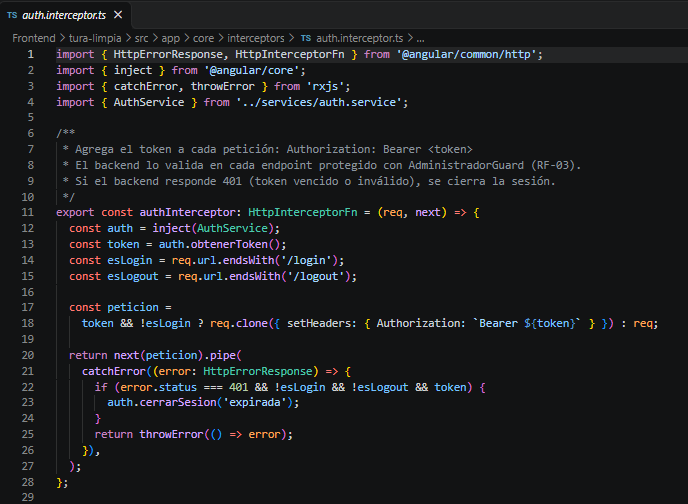 TS auth.interceptor.ts ×
Frontend > tura-limpia > src > app > core > interceptors > TS auth.interceptor.ts > ...
1 import { HttpErrorResponse, HttpInterceptorFn } from '@angular/common/http';
2 import { inject } from '@angular/core';
3 import { catchError, throwError } from 'rxjs';
4 import { AuthService } from '../services/auth.service';
5
6 /**
7  * Agrega el token a cada petición: Authorization: Bearer <token>
8  * El backend lo valida en cada endpoint protegido con AdministradorGuard (RF-03).
9  * Si el backend responde 401 (token vencido o inválido), se cierra la sesión.
10  */
11 export const authInterceptor: HttpInterceptorFn = (req, next) => {
12   const auth = inject(AuthService);
13   const token = auth.obtenerToken();
14   const esLogin = req.url.endsWith('/login');
15   const esLogout = req.url.endsWith('/logout');
16
17   const peticion =
18     token && !esLogin ? req.clone({ setHeaders: { Authorization: `Bearer ${token}` } }) : req;
19
20   return next(peticion).pipe(
21     catchError((error: HttpErrorResponse) => {
22       if (error.status === 401 && !esLogin && !esLogout && token) {
23         auth.cerrarSesion('expirada');
24       }
25       return throwError(() => error);
26     }),
27   );
28 };
29